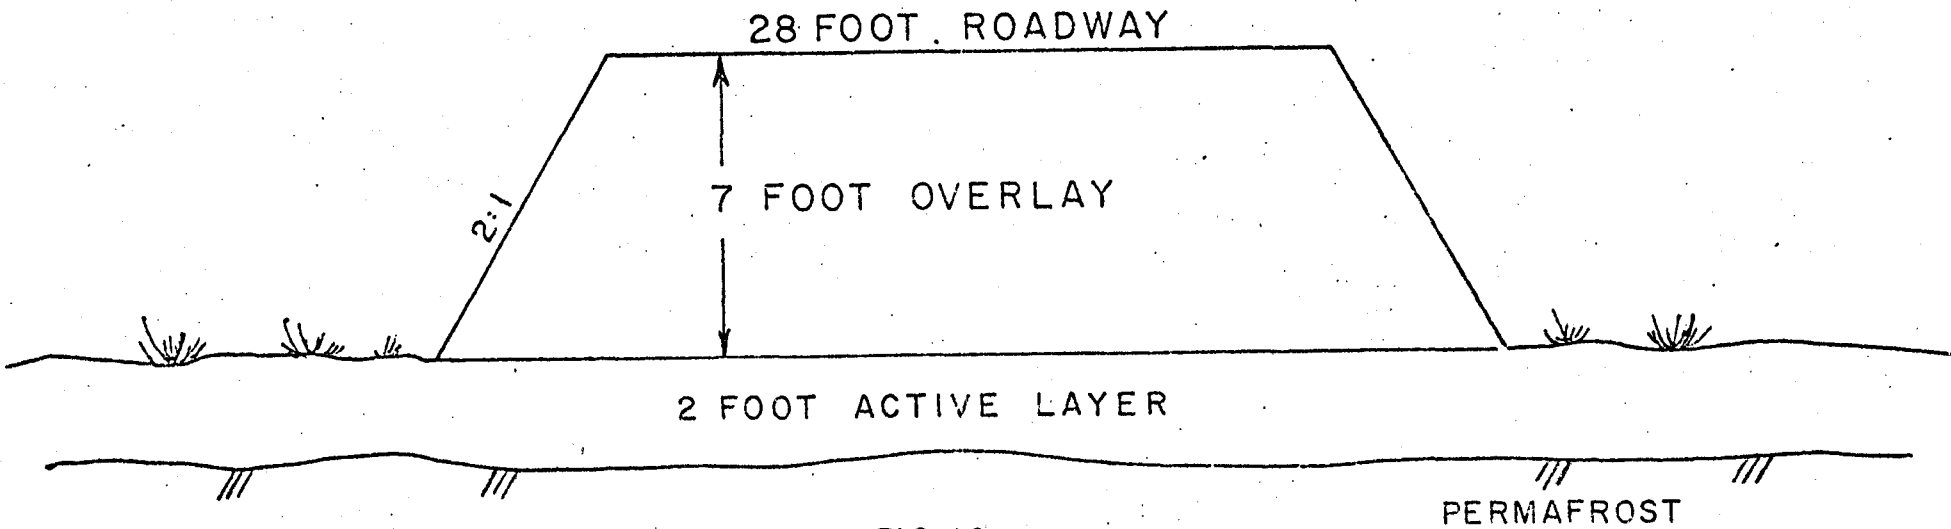 28 FOOT. ROADWAY
2:1
7 FOOT OVERLAY
2 FOOT ACTIVE LAYER
PERMAFROST